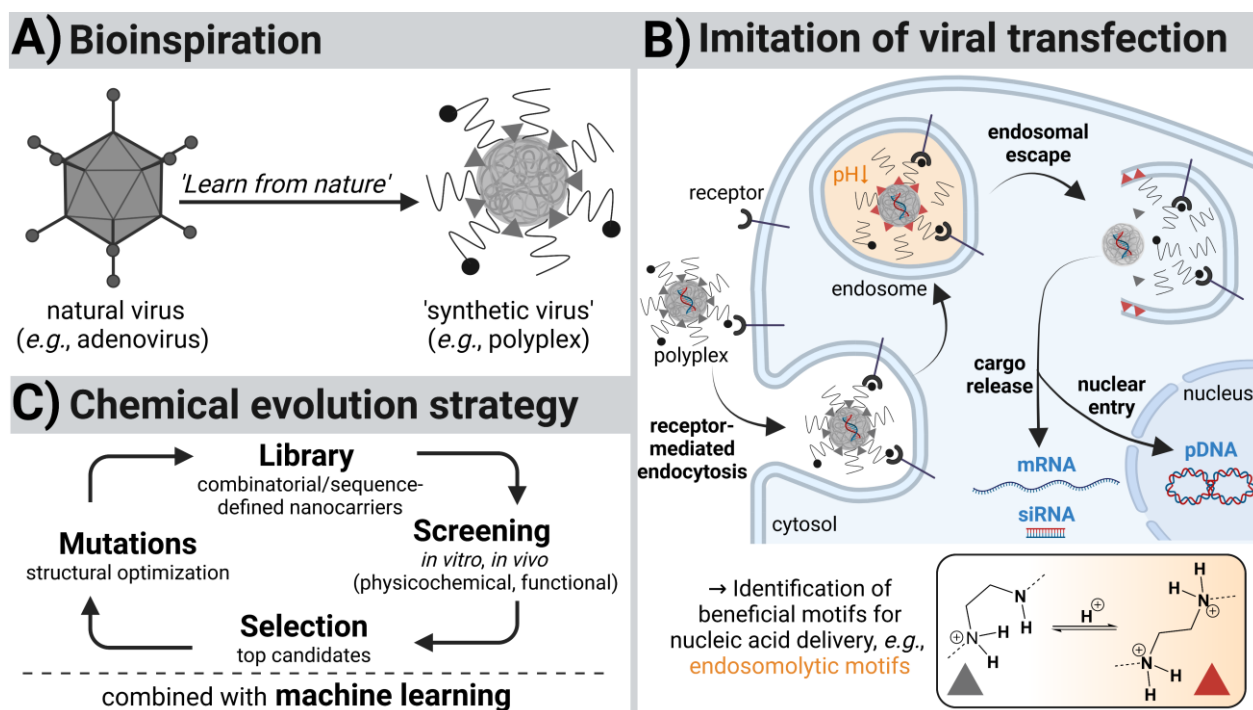 A) Bioinspiration
'Learn from nature'
natural virus
(e.g., adenovirus)
'synthetic virus'
(e.g., polyplex)
B) Imitation of viral transfection
endosomal
escape
pH↓
receptor
endosome
polyplex
cargo
release
nuclear
entry
nucleus
receptor-
mediated
endocytosis
mRNA
pDNA
siRNA
cytosol
→ Identification of
beneficial motifs for
nucleic acid delivery, e.g.,
endosomolytic motifs
H
H
N
⊕
N
H
H
⊕
H
⊕
H
N
⊕
H
⊕
N
H
H
C) Chemical evolution strategy
Library
combinatorial/sequence-
defined nanocarriers
Screening
in vitro, in vivo
(physicochemical, functional)
Mutations
structural optimization
Selection
top candidates
combined with machine learning